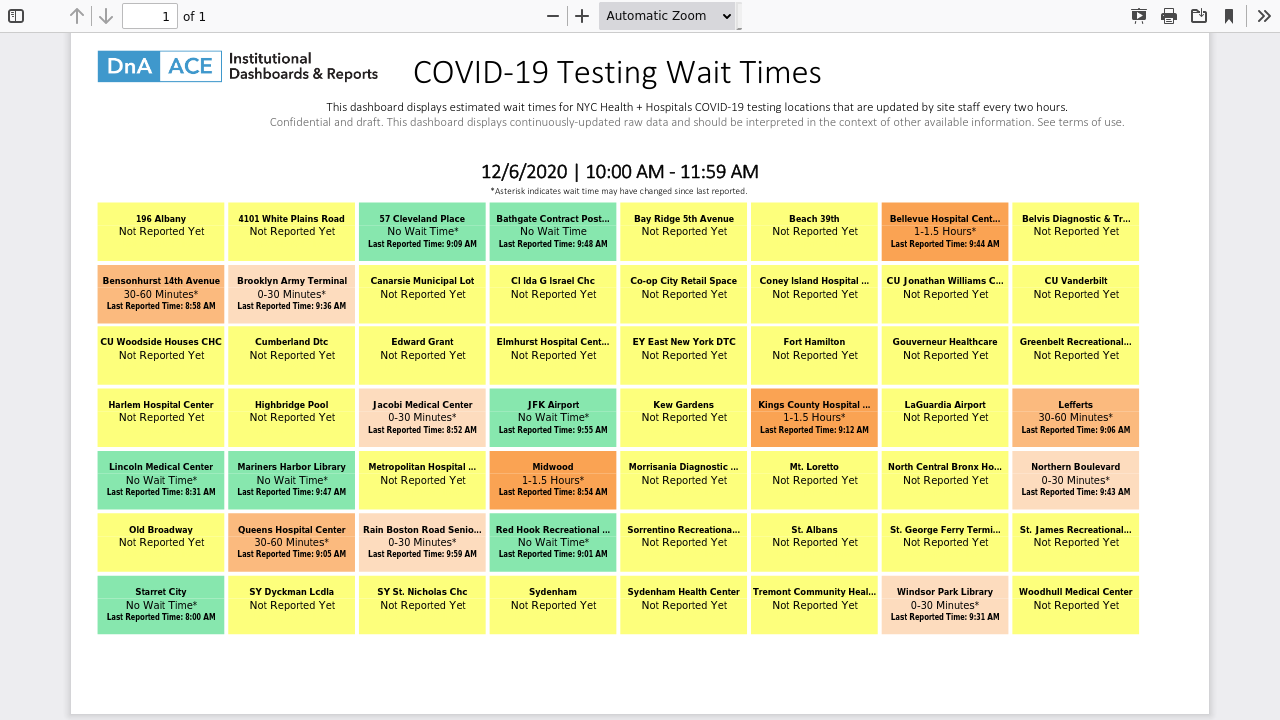 1 of 1 Automatic Zoom
DnA ACE Institutional
Dashboards & Reports
COVID-19 Testing Wait Times
This dashboard displays estimated wait times for NYC Health + Hospitals COVID-19 testing locations that are updated by site staff every two hours.
Confidential and draft. This dashboard displays continuously-updated raw data and should be interpreted in the context of other available information. See terms of use.
12/6/2020 | 10:00 AM - 11:59 AM
*Asterisk indicates wait time may have changed since last reported.
196 Albany
Not Reported Yet
4101 White Plains Road
Not Reported Yet
57 Cleveland Place
No Wait Time*
Last Reported Time: 9:09 AM
Bathgate Contract Post...
No Wait Time
Last Reported Time: 9:48 AM
Bay Ridge 5th Avenue
Not Reported Yet
Beach 39th
Not Reported Yet
Bellevue Hospital Cent...
1-1.5 Hours*
Last Reported Time: 9:44 AM
Belvis Diagnostic & Tr...
Not Reported Yet
Bensonhurst 14th Avenue
30-60 Minutes*
Last Reported Time: 8:58 AM
Brooklyn Army Terminal
0-30 Minutes*
Last Reported Time: 9:36 AM
Canarsie Municipal Lot
Not Reported Yet
CI Ida G Israel Chc
Not Reported Yet
Co-op City Retail Space
Not Reported Yet
Coney Island Hospital ...
Not Reported Yet
CU Jonathan Williams C...
Not Reported Yet
CU Vanderbilt
Not Reported Yet
CU Woodside Houses CHC
Not Reported Yet
Cumberland Dtc
Not Reported Yet
Edward Grant
Not Reported Yet
Elmhurst Hospital Cent...
Not Reported Yet
EY East New York DTC
Not Reported Yet
Fort Hamilton
Not Reported Yet
Gouverneur Healthcare
Not Reported Yet
Greenbelt Recreational...
Not Reported Yet
Harlem Hospital Center
Not Reported Yet
Highbridge Pool
Not Reported Yet
Jacobi Medical Center
0-30 Minutes*
Last Reported Time: 8:52 AM
JFK Airport
No Wait Time*
Last Reported Time: 9:55 AM
Kew Gardens
Not Reported Yet
Kings County Hospital ...
1-1.5 Hours*
Last Reported Time: 9:12 AM
LaGuardia Airport
Not Reported Yet
Lefferts
30-60 Minutes*
Last Reported Time: 9:06 AM
Lincoln Medical Center
No Wait Time*
Last Reported Time: 8:31 AM
Mariners Harbor Library
No Wait Time*
Last Reported Time: 9:47 AM
Metropolitan Hospital ...
Not Reported Yet
Midwood
1-1.5 Hours*
Last Reported Time: 8:54 AM
Morrisania Diagnostic ...
Not Reported Yet
Mt. Loretto
Not Reported Yet
North Central Bronx Ho...
Not Reported Yet
Northern Boulevard
0-30 Minutes*
Last Reported Time: 9:43 AM
Old Broadway
Not Reported Yet
Queens Hospital Center
30-60 Minutes*
Last Reported Time: 9:05 AM
Rain Boston Road Senio...
0-30 Minutes*
Last Reported Time: 9:59 AM
Red Hook Recreational ...
No Wait Time*
Last Reported Time: 9:01 AM
Sorrentino Recreationa...
Not Reported Yet
St. Albans
Not Reported Yet
St. George Ferry Termi...
Not Reported Yet
St. James Recreational...
Not Reported Yet
Starret City
No Wait Time*
Last Reported Time: 8:00 AM
SY Dyckman Lcdla
Not Reported Yet
SY St. Nicholas Chc
Not Reported Yet
Sydenham
Not Reported Yet
Sydenham Health Center
Not Reported Yet
Tremont Community Heal...
Not Reported Yet
Windsor Park Library
0-30 Minutes*
Last Reported Time: 9:31 AM
Woodhull Medical Center
Not Reported Yet